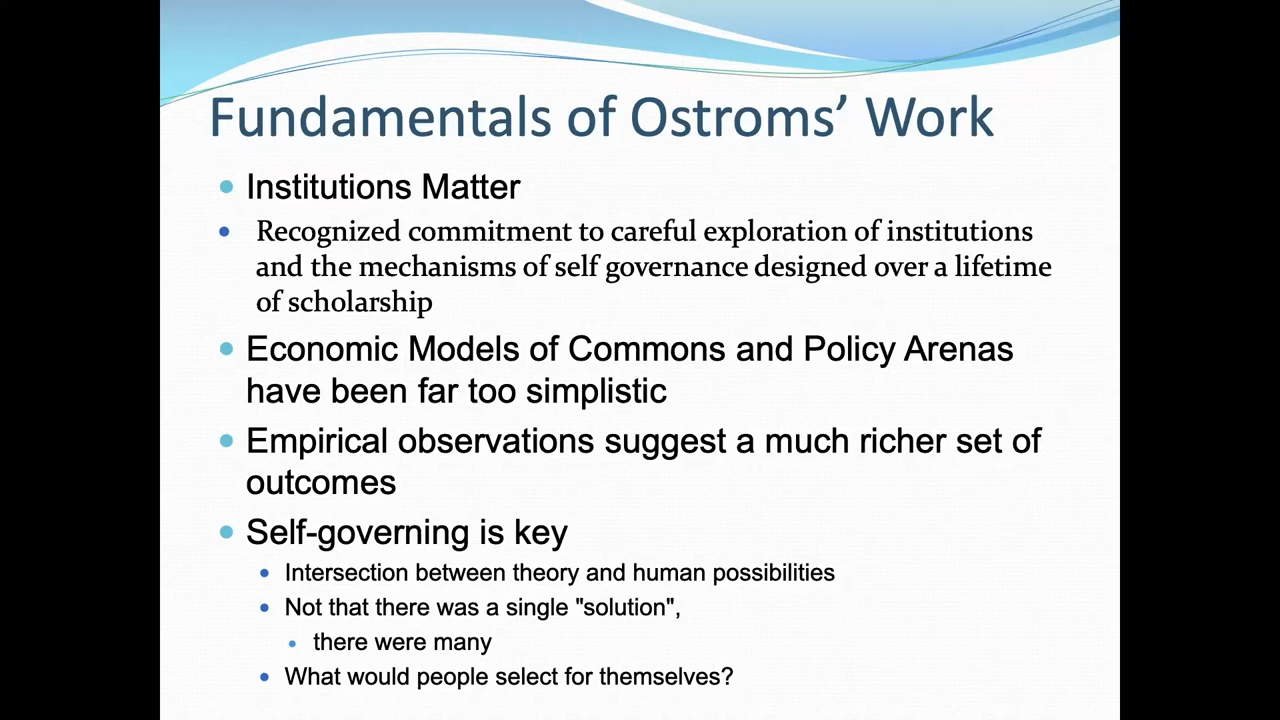 Fundamentals of Ostroms’ Work
Institutions Matter
Recognized commitment to careful exploration of institutions
and the mechanisms of self governance designed over a lifetime
of scholarship
Economic Models of Commons and Policy Arenas
have been far too simplistic
Empirical observations suggest a much richer set of
outcomes
Self-governing is key
Intersection between theory and human possibilities
Not that there was a single "solution",
there were many
What would people select for themselves?